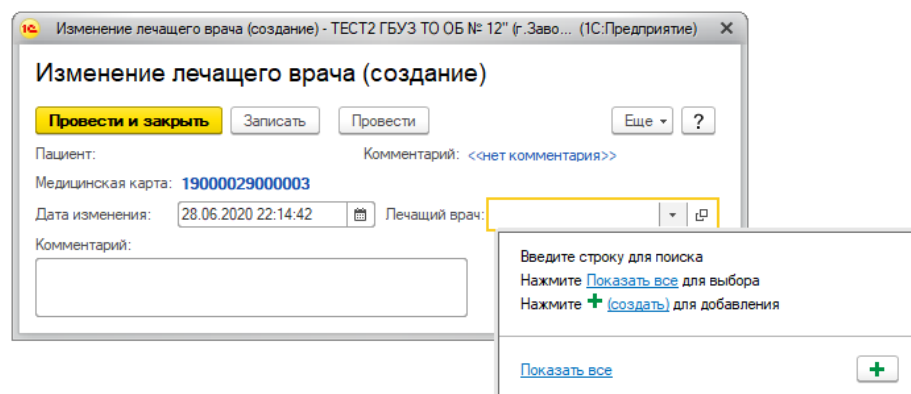 Изменение лечащего врача (создание) - ТЕСТ2 ГБУЗ ТО ОБ № 12" (г.Заво... (1С:Предприятие)
Изменение лечащего врача (создание)
Провести и закрыть Записать Провести Еще ?
Пациент: Комментарий: <<нет комментария>>
Медицинская карта: 19000029000003
Дата изменения: 28.06.2020 22:14:42 Лечащий врач:
Комментарий:
Введите строку для поиска
Нажмите Показать все для выбора
Нажмите + (создать) для добавления
Показать все +